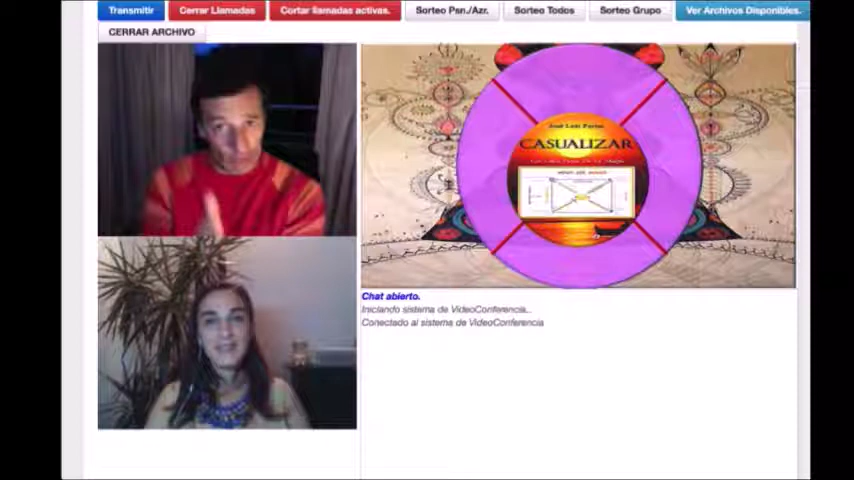 Transmitir
Cerrar Llamadas
Cortar llamadas activas.
Sorteo Psn./Azr.
Sorteo Todos
Sorteo Grupo
Ver Archivos Disponibles.
CERRAR ARCHIVO
José Luis Parise
CASUALIZAR
Chat abierto.
Iniciando sistema de VideoConferencia...
Conectado al sistema de VideoConferencia